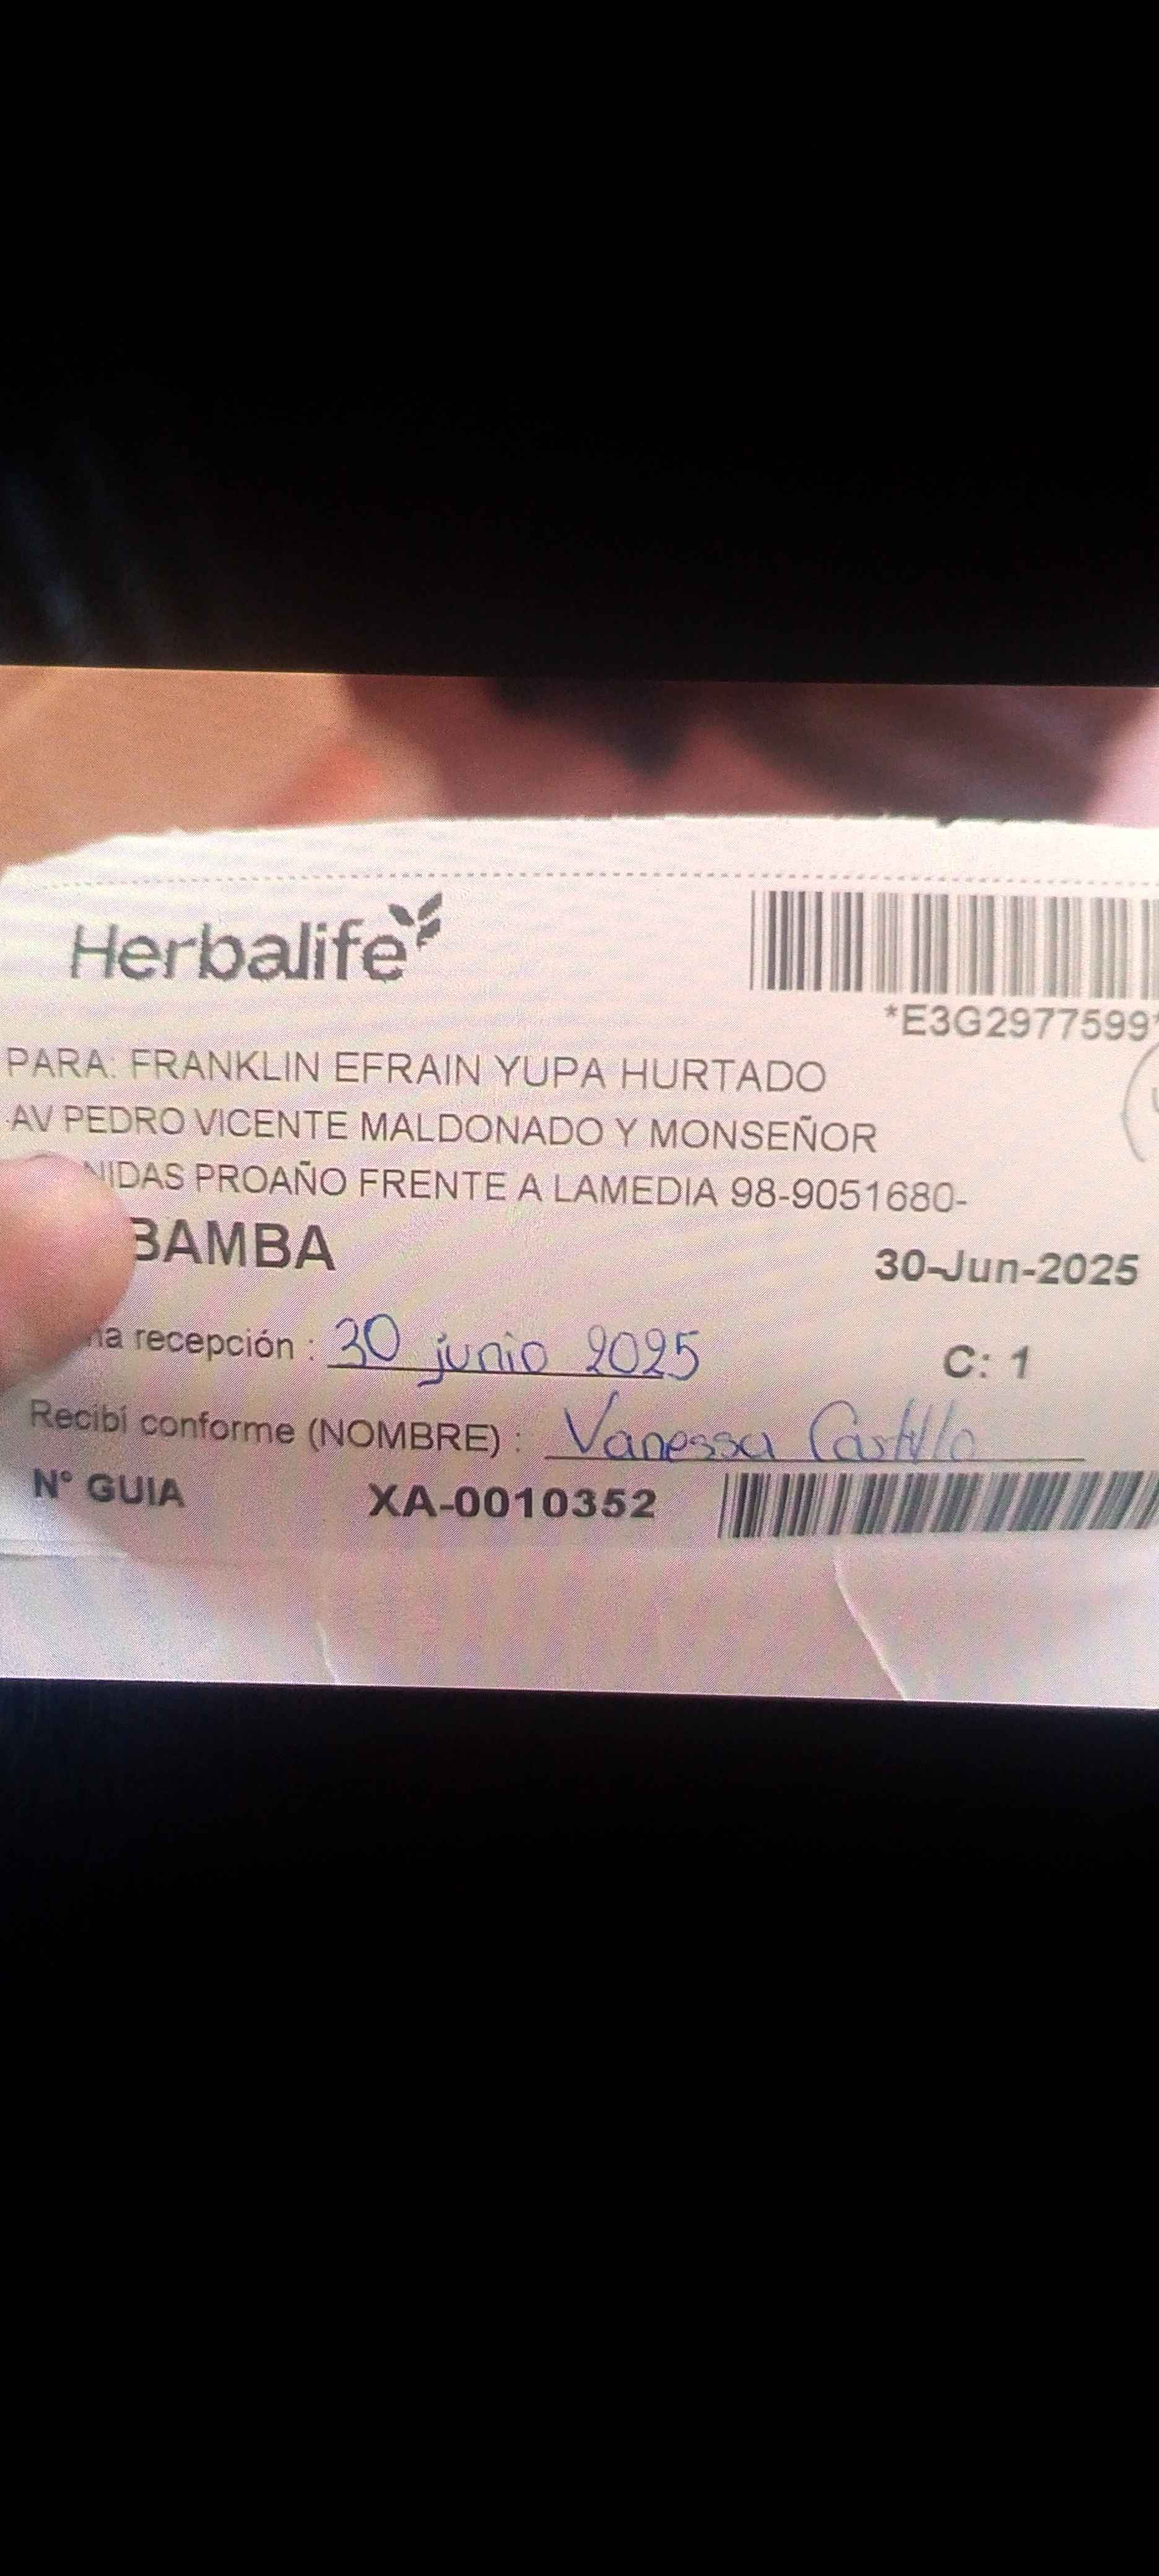 Herbalife
*E3G2977599*
PARA: FRANKLIN EFRAIN YUPA HURTADO
AV PEDRO VICENTE MALDONADO Y MONSEÑOR
NIDAS PROAÑO FRENTE A LAMEDIA 98-9051680-
BAMBA
30-Jun-2025
ha recepción : 30 junio 2025
C: 1
Recibí conforme (NOMBRE) : Vanessa Castillo
N° GUIA XA-0010352